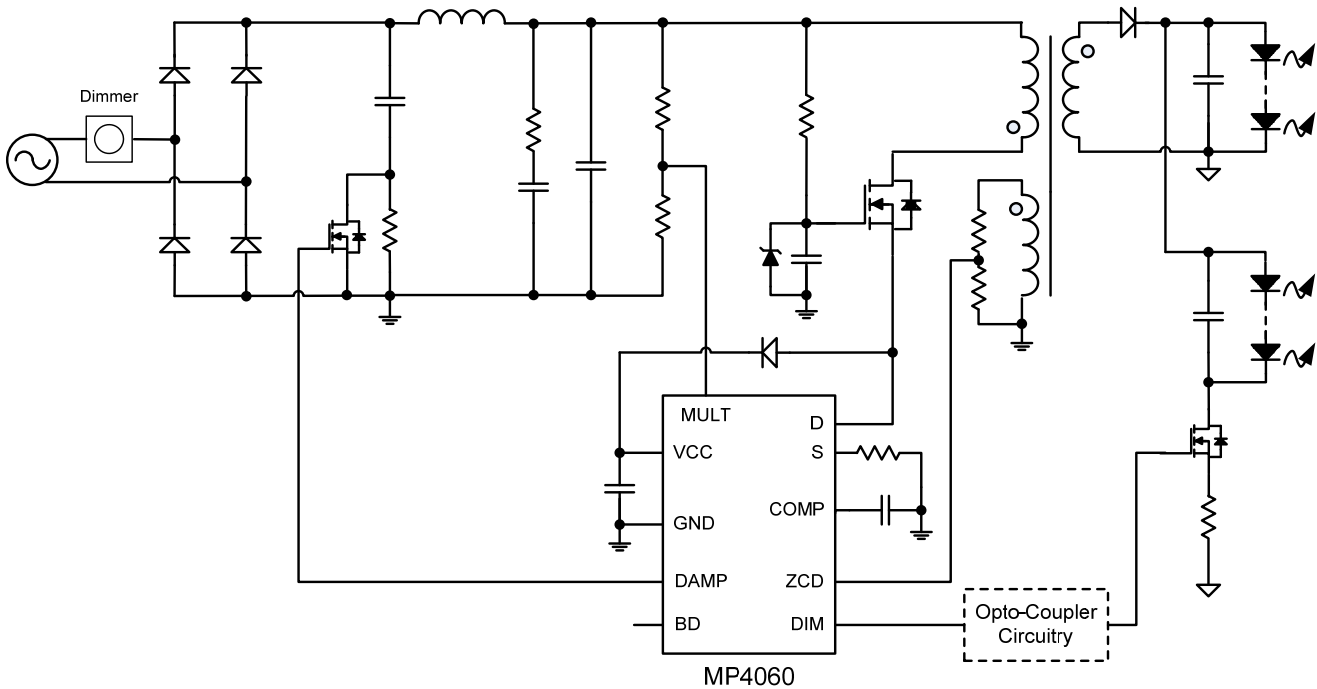 Dimmer
MULT
D
VCC
S
COMP
GND
DAMP
ZCD
BD
DIM
Opto-Coupler
Circuitry
MP4060